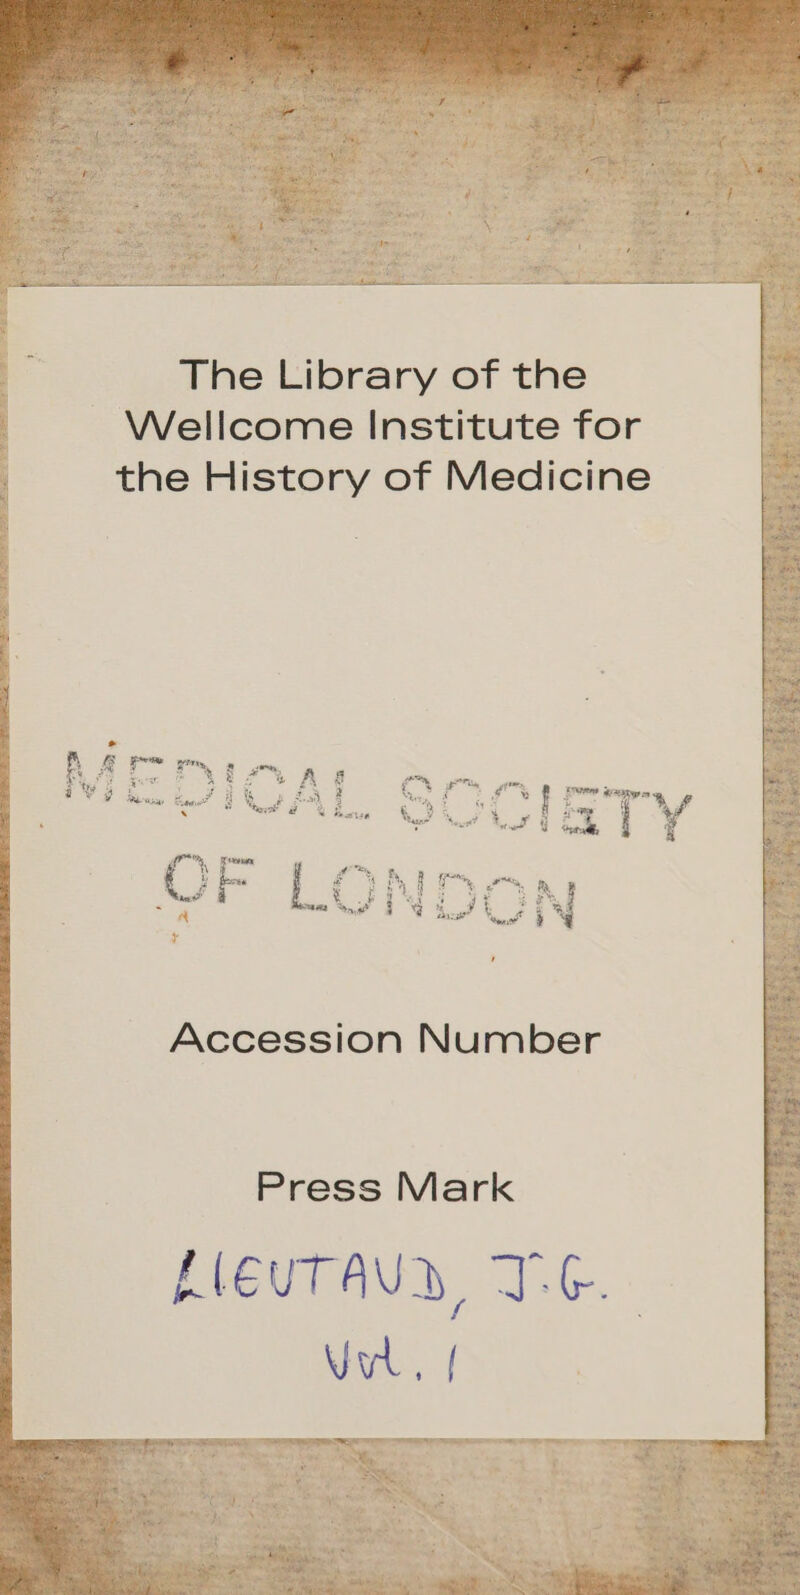 The Library of the
Wellcome Institute for
the History of Medicine
MEDICAL SOCIETY
OF LONDON
Accession Number
Press Mark
LIEUTAUD, J.G.
Vol. 1